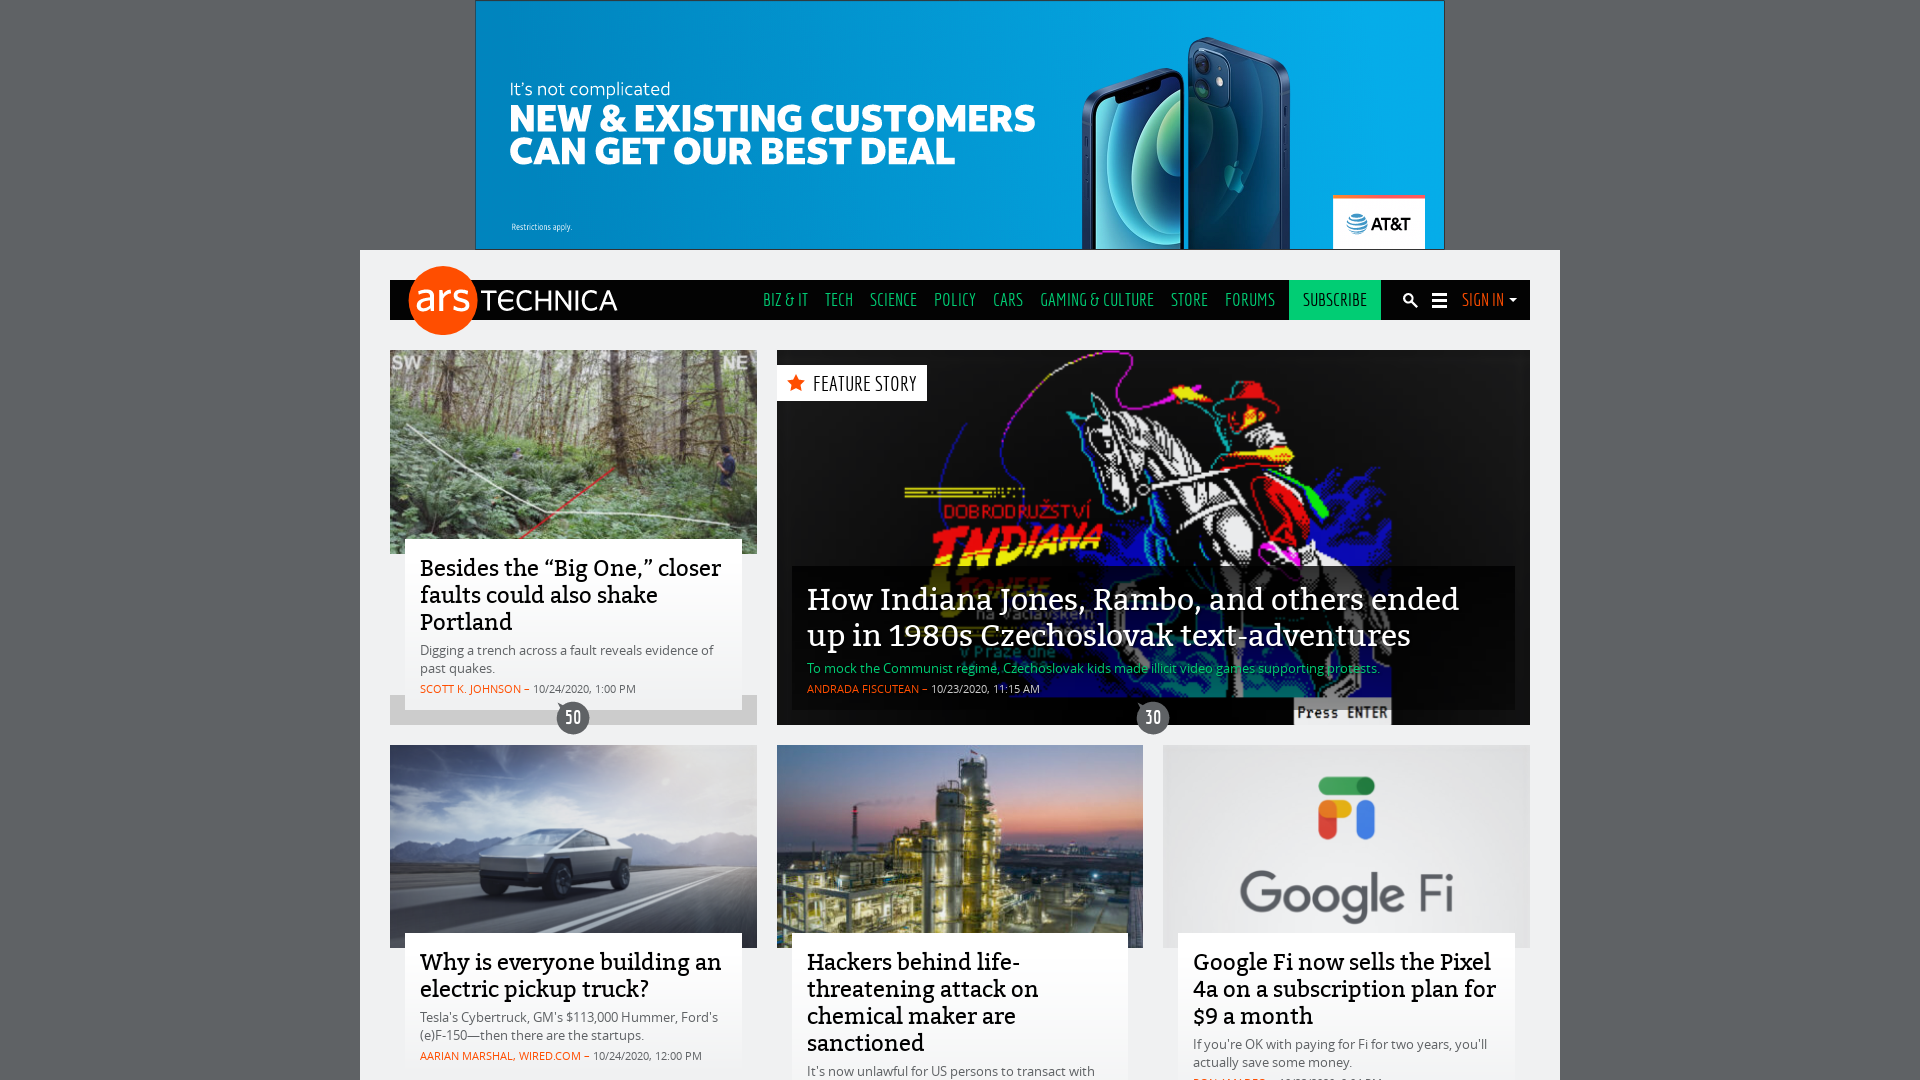 It's not complicated
NEW & EXISTING CUSTOMERS
CAN GET OUR BEST DEAL
Restrictions apply.
AT&T
ars TECHNICA
BIZ & IT TECH SCIENCE POLICY CARS GAMING & CULTURE STORE FORUMS SUBSCRIBE SIGN IN
SW NE
Besides the “Big One,” closer
faults could also shake
Portland
Digging a trench across a fault reveals evidence of
past quakes.
SCOTT K. JOHNSON – 10/24/2020, 1:00 PM
50
FEATURE STORY
DOBRODRUŽSTVÍ
INDIANA
JONESE
na Václavském
v Praze dne
How Indiana Jones, Rambo, and others ended
up in 1980s Czechoslovak text-adventures
To mock the Communist regime, Czechoslovak kids made illicit video games supporting protests.
ANDRADA FISCUTEAN – 10/23/2020, 11:15 AM
Press ENTER
30
Why is everyone building an
electric pickup truck?
Tesla's Cybertruck, GM's $113,000 Hummer, Ford's
(e)F-150—then there are the startups.
AARIAN MARSHAL, WIRED.COM – 10/24/2020, 12:00 PM
Hackers behind life-
threatening attack on
chemical maker are
sanctioned
It's now unlawful for US persons to transact with
Google Fi
Google Fi now sells the Pixel
4a on a subscription plan for
$9 a month
If you're OK with paying for Fi for two years, you'll
actually save some money.